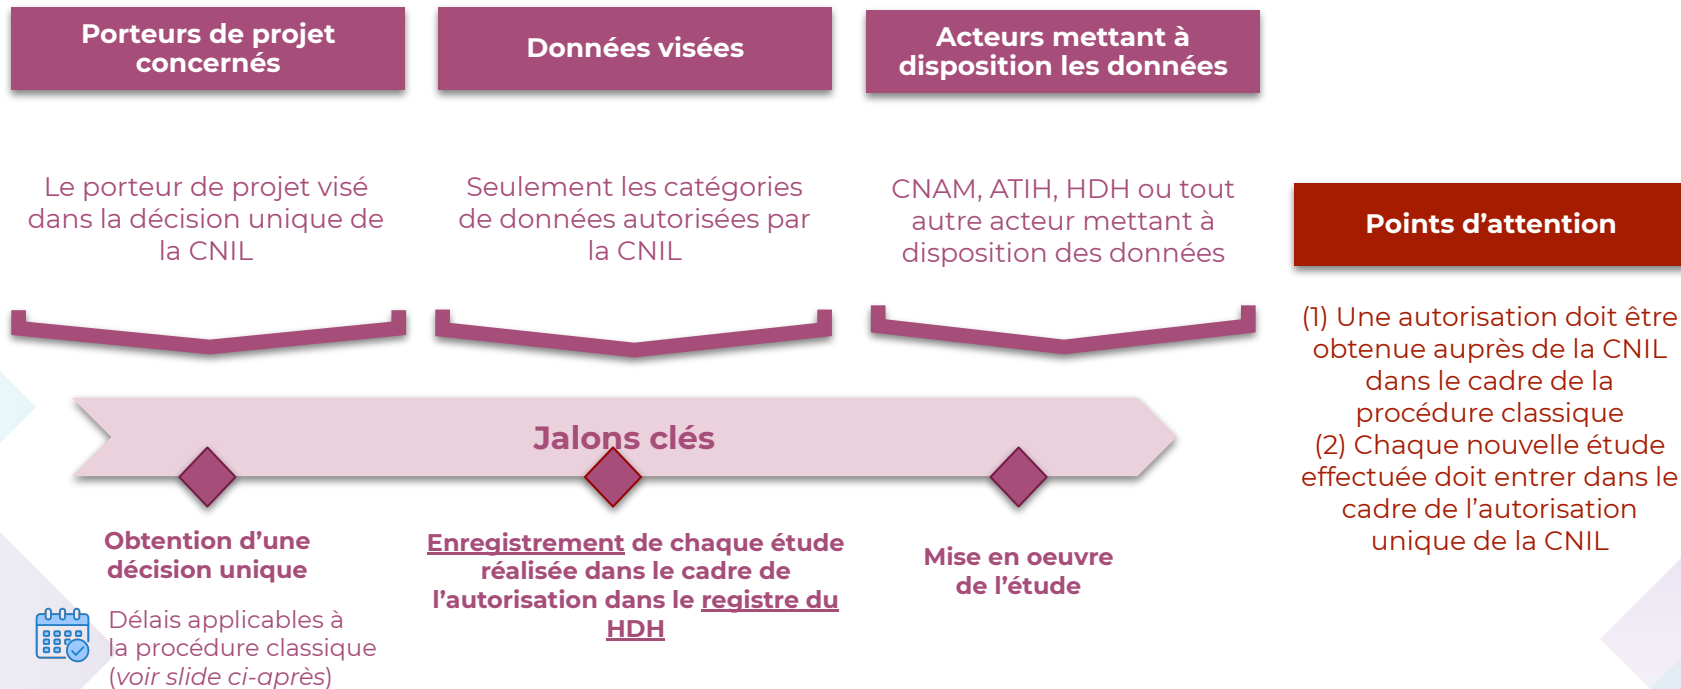 Porteurs de projet
concernés
Données visées
Acteurs mettant à
disposition les données
Le porteur de projet visé
dans la décision unique de
la CNIL
Seulement les catégories
de données autorisées par
la CNIL
CNAM, ATIH, HDH ou tout
autre acteur mettant à
disposition des données
Points d’attention
(1) Une autorisation doit être
obtenue auprès de la CNIL
dans le cadre de la
procédure classique
(2) Chaque nouvelle étude
effectuée doit entrer dans le
cadre de l’autorisation
unique de la CNIL
Jalons clés
Obtention d’une
décision unique
Délais applicables à
la procédure classique
(voir slide ci-après)
Enregistrement de chaque étude
réalisée dans le cadre de
l’autorisation dans le registre du
HDH
Mise en oeuvre
de l’étude